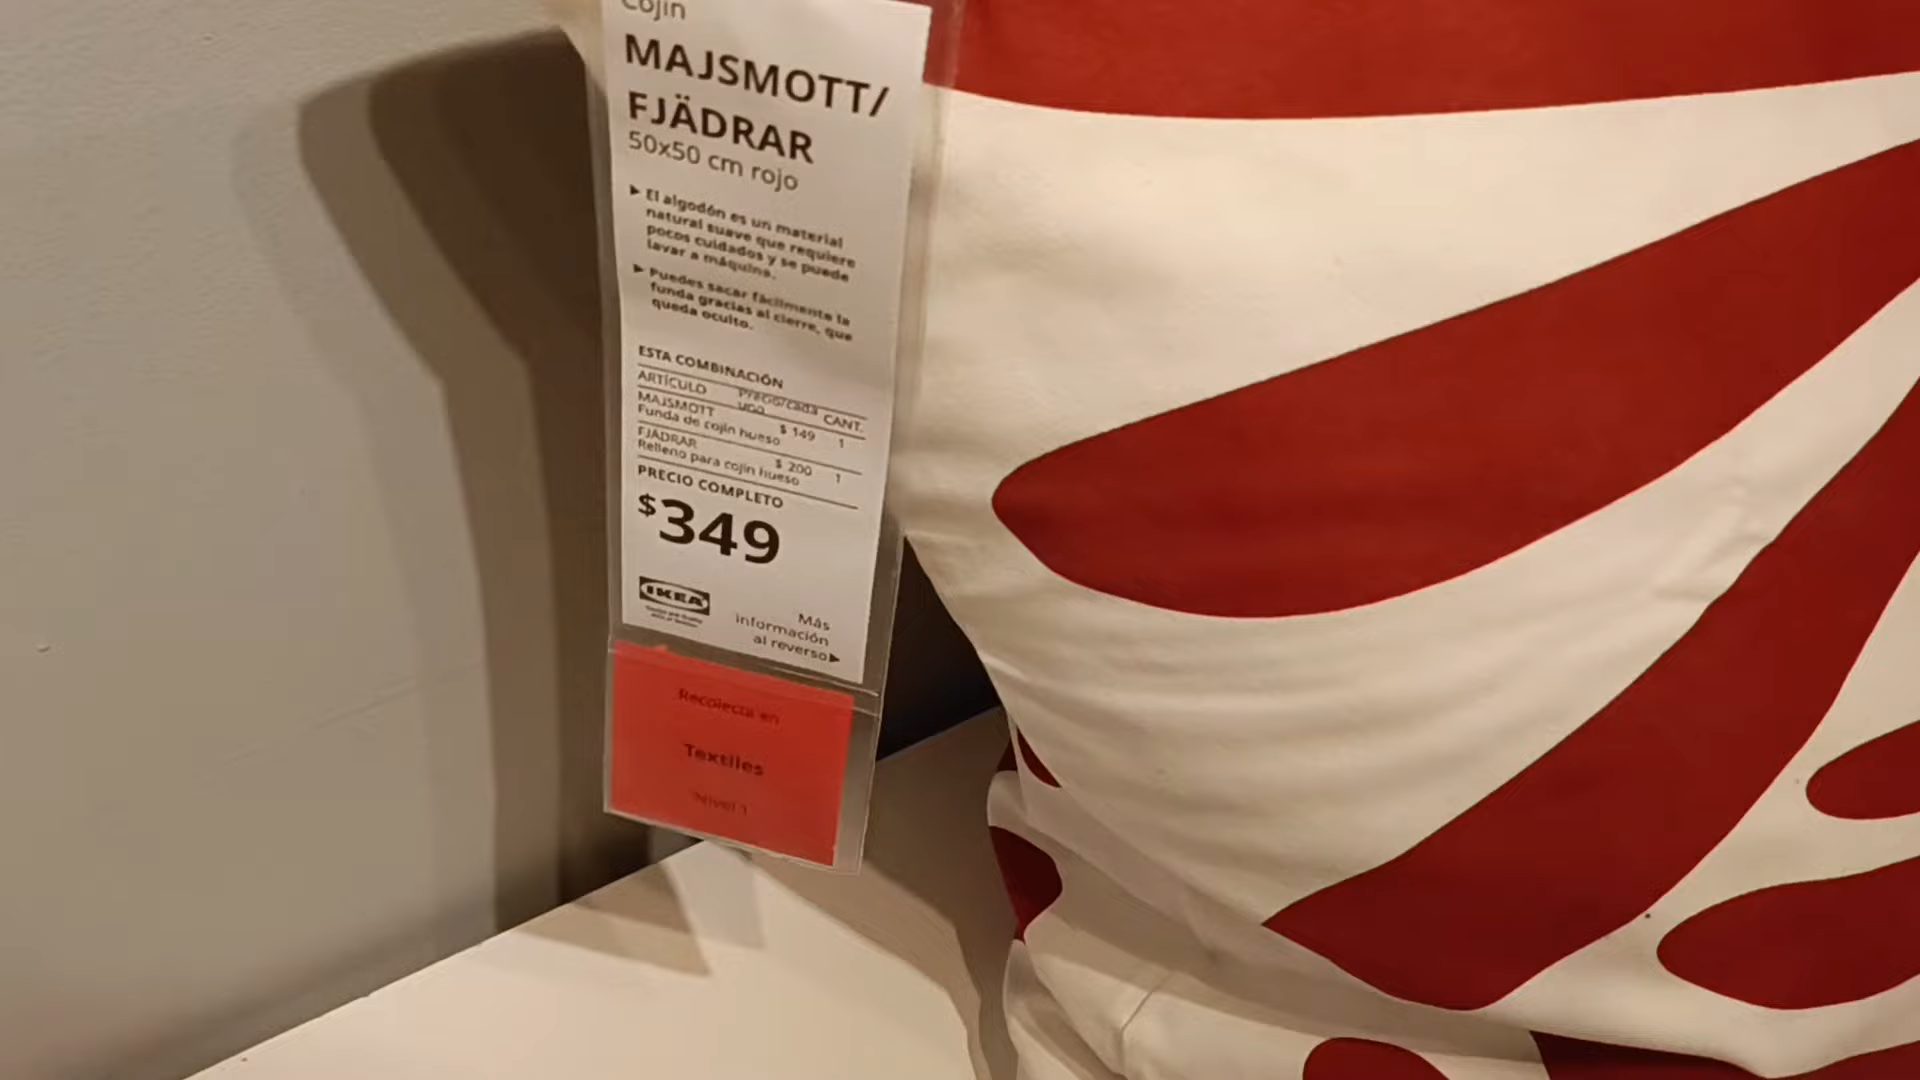 Cojín
MAJSMOTT/
FJÄDRAR
50x50 cm rojo
▶ El algodón es un material
natural suave que requiere
pocos cuidados y se puede
lavar a máquina.
▶ Puedes sacar fácilmente la
funda gracias al cierre, que
queda oculto.
ESTA COMBINACIÓN
ARTÍCULO Precio/cada CANT.
MAJSMOTT
Funda de cojín hueso $ 149 1
FJÄDRAR
Relleno para cojín hueso $ 200 1
PRECIO COMPLETO
$349
IKEA
Más
información
al reverso▶
Recolecta en
Textiles
Nivel 1